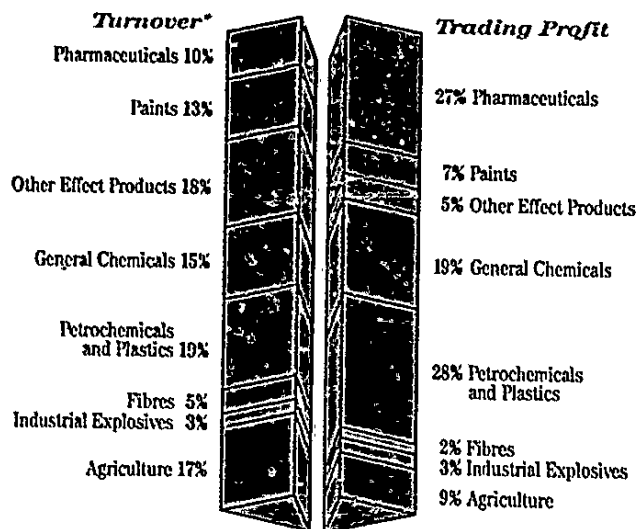 Turnover*
Pharmaceuticals 10%
Paints 13%
Other Effect Products 18%
General Chemicals 15%
Petrochemicals
and Plastics 19%
Fibres 5%
Industrial Explosives 3%
Agriculture 17%
Trading Profit
27% Pharmaceuticals
7% Paints
5% Other Effect Products
19% General Chemicals
28% Petrochemicals
and Plastics
2% Fibres
3% Industrial Explosives
9% Agriculture